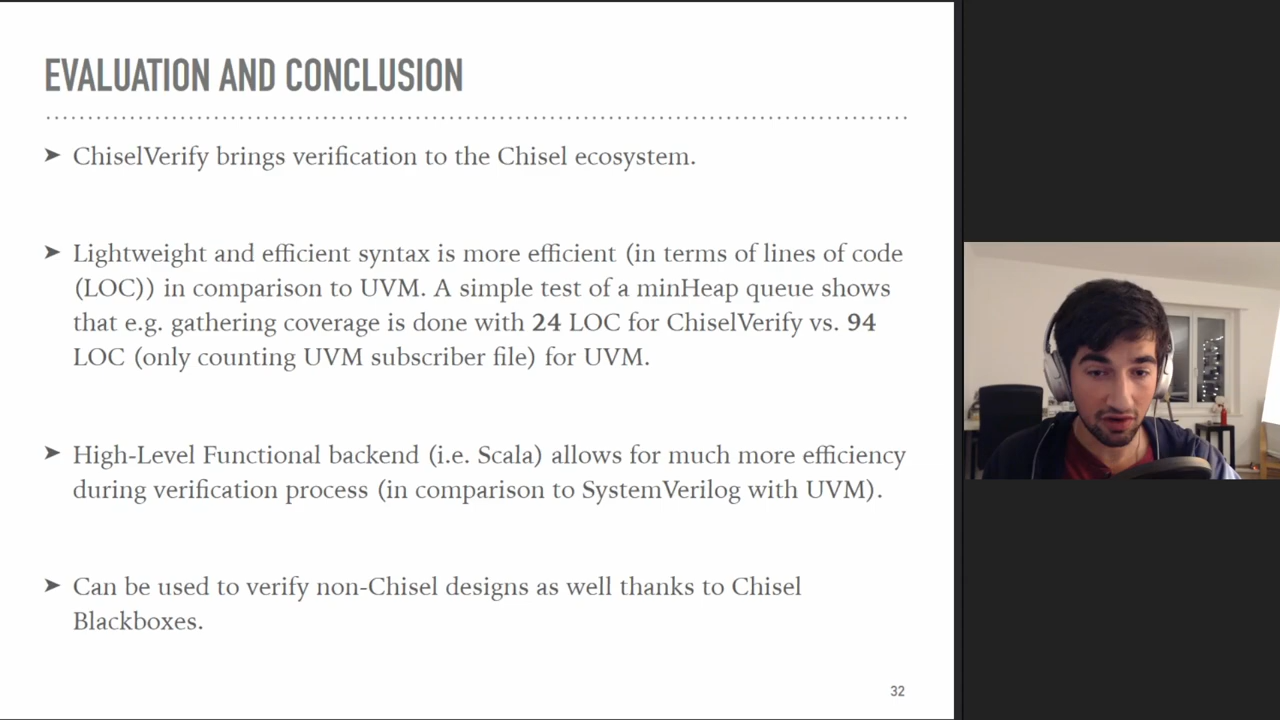 EVALUATION AND CONCLUSION
➤ ChiselVerify brings verification to the Chisel ecosystem.
➤ Lightweight and efficient syntax is more efficient (in terms of lines of code
(LOC)) in comparison to UVM. A simple test of a minHeap queue shows
that e.g. gathering coverage is done with 24 LOC for ChiselVerify vs. 94
LOC (only counting UVM subscriber file) for UVM.
➤ High-Level Functional backend (i.e. Scala) allows for much more efficiency
during verification process (in comparison to SystemVerilog with UVM).
➤ Can be used to verify non-Chisel designs as well thanks to Chisel
Blackboxes.
32